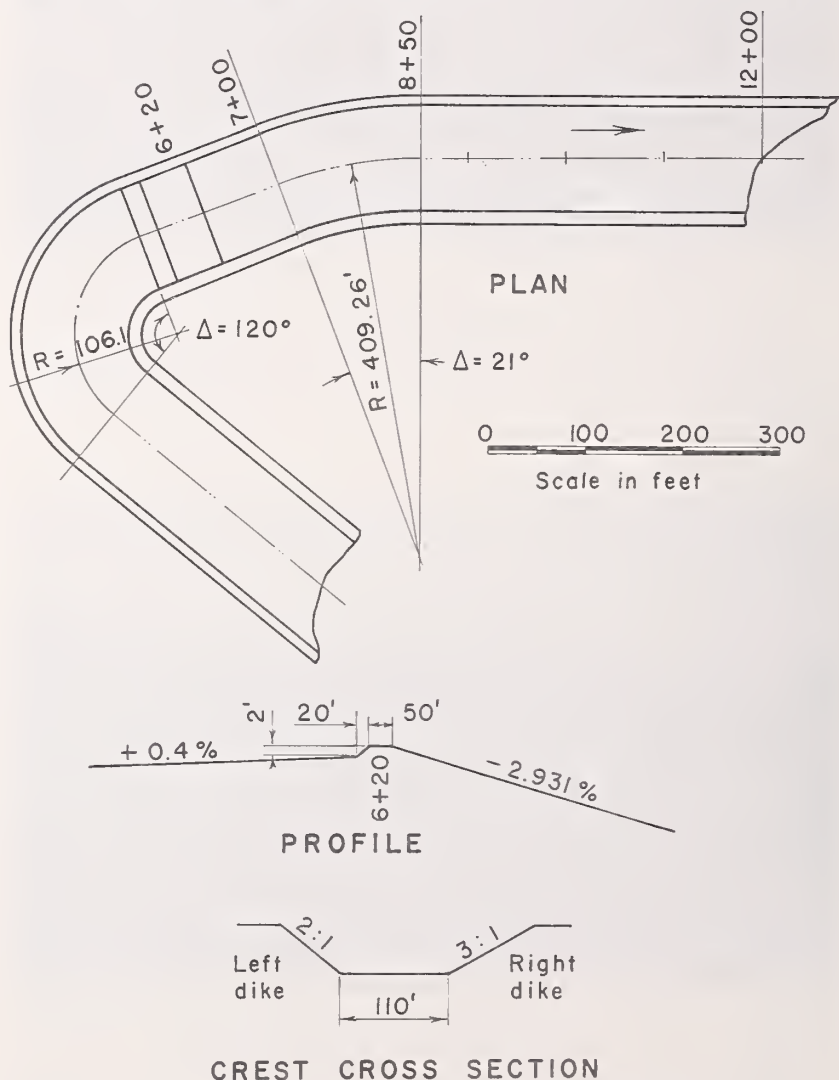 6+20
7+00
8+50
12+00
PLAN
R = 106.1
Δ = 120°
R = 409.26'
Δ = 21°
0 100 200 300
Scale in feet
2'
20' 50'
+ 0.4 %
6+20
- 2.931 %
PROFILE
2:1
3:1
Left
dike
Right
dike
110'
CREST CROSS SECTION